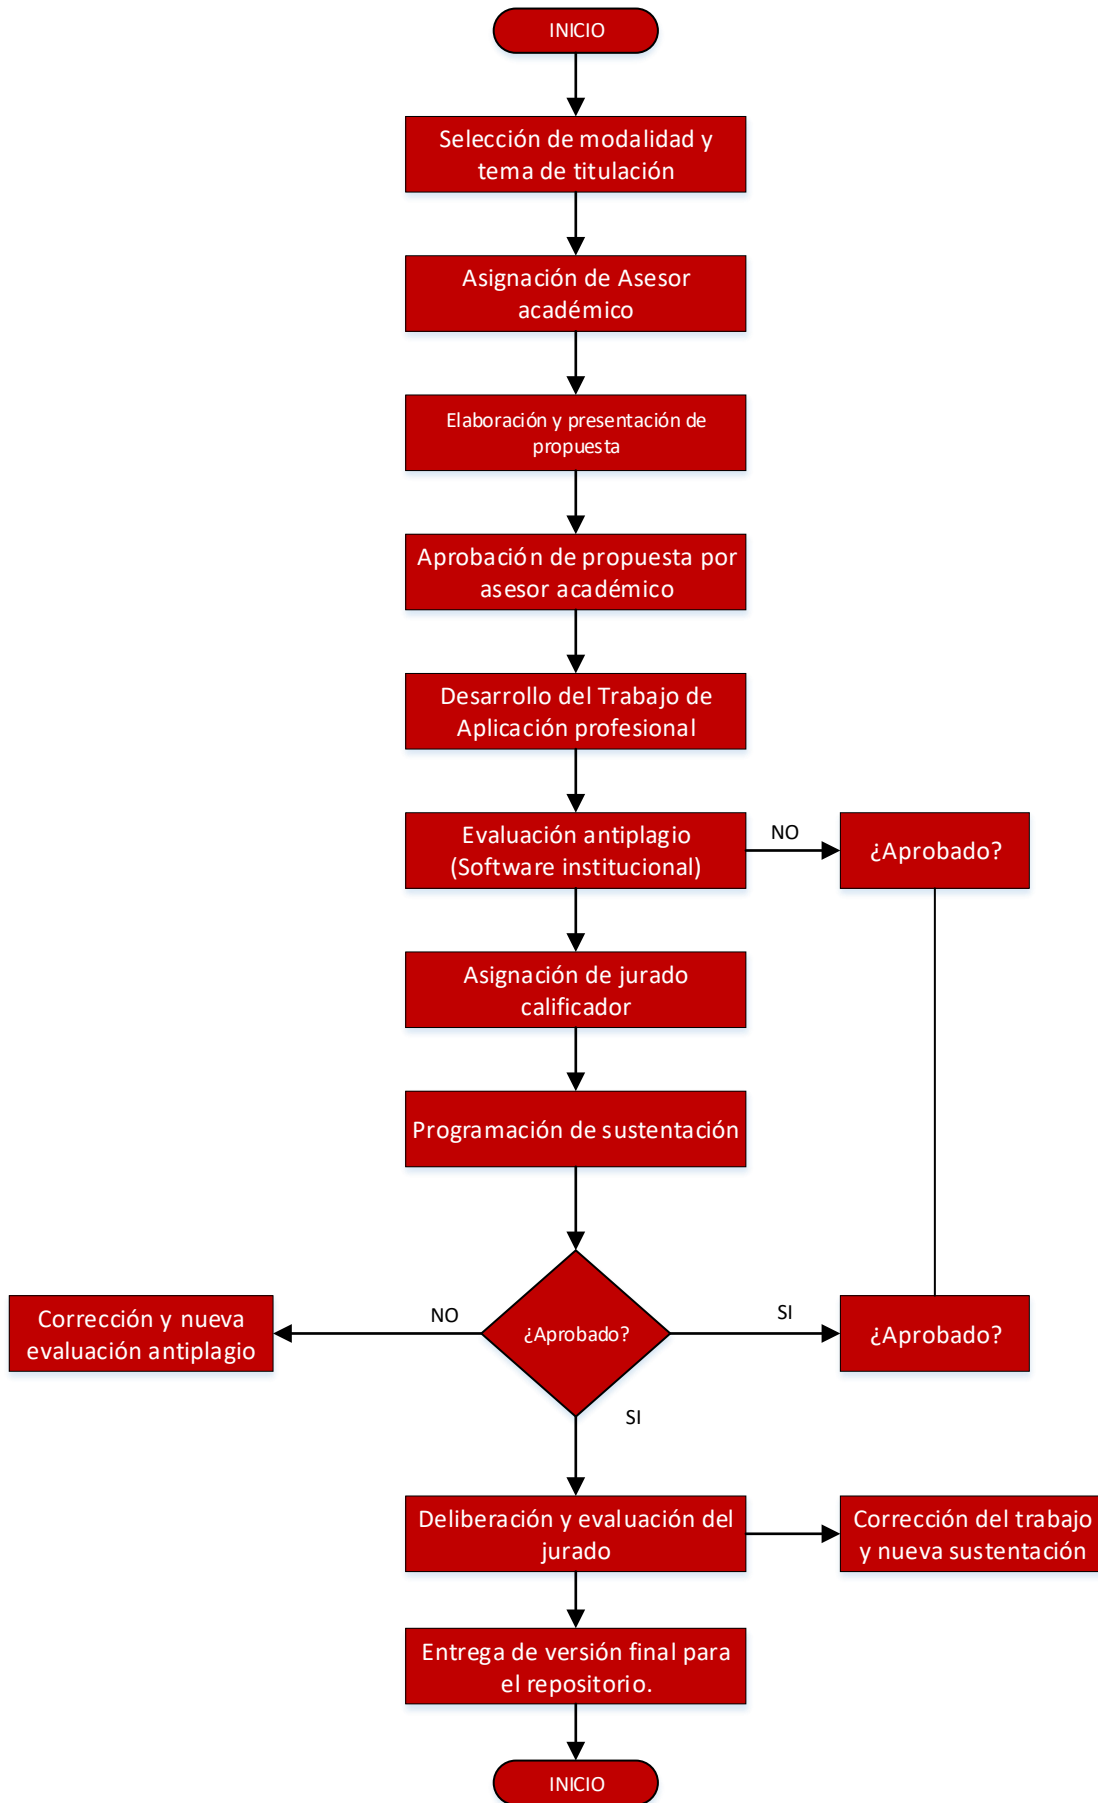 INICIO
Selección de modalidad y
tema de titulación
Asignación de Asesor
académico
Elaboración y presentación de
propuesta
Aprobación de propuesta por
asesor académico
Desarrollo del Trabajo de
Aplicación profesional
Evaluación antiplagio
(Software institucional)
NO
¿Aprobado?
Asignación de jurado
calificador
Programación de sustentación
Corrección y nueva
evaluación antiplagio
NO
¿Aprobado?
SI
¿Aprobado?
SI
Deliberación y evaluación del
jurado
Corrección del trabajo
y nueva sustentación
Entrega de versión final para
el repositorio.
INICIO